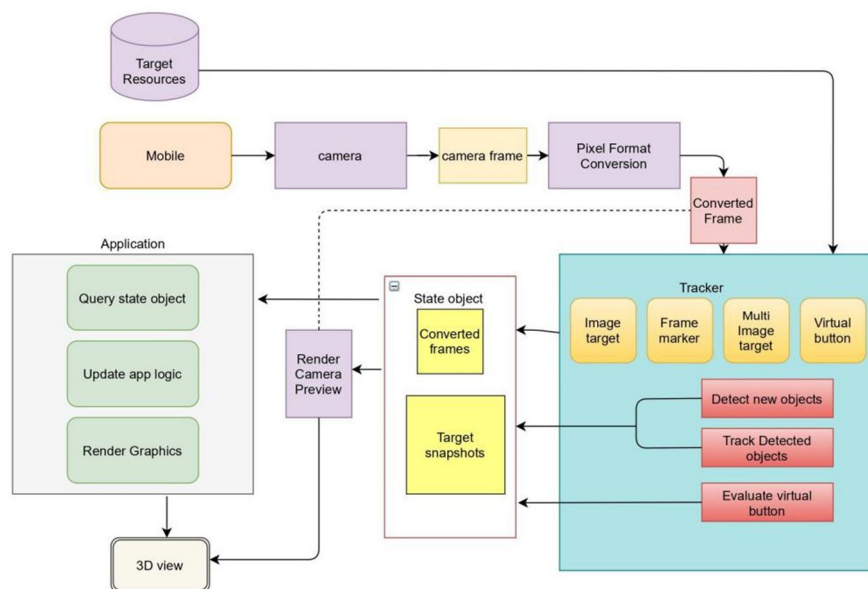 Target
Resources
Mobile
camera
camera frame
Pixel Format
Conversion
Converted
Frame
Application
Query state object
Update app logic
Render Graphics
3D view
Render
Camera
Preview
State object
Converted
frames
Target
snapshots
Tracker
Image
target
Frame
marker
Multi
Image
target
Virtual
button
Detect new objects
Track Detected
objects
Evaluate virtual
button